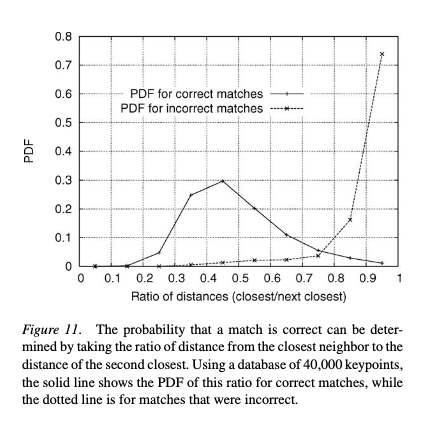 0.8
0.7
0.6
0.5
0.4
0.3
0.2
0.1
0
PDF
PDF for correct matches
PDF for incorrect matches
0 0.1 0.2 0.3 0.4 0.5 0.6 0.7 0.8 0.9 1
Ratio of distances (closest/next closest)
Figure 11. The probability that a match is correct can be deter-
mined by taking the ratio of distance from the closest neighbor to the
distance of the second closest. Using a database of 40,000 keypoints,
the solid line shows the PDF of this ratio for correct matches, while
the dotted line is for matches that were incorrect.